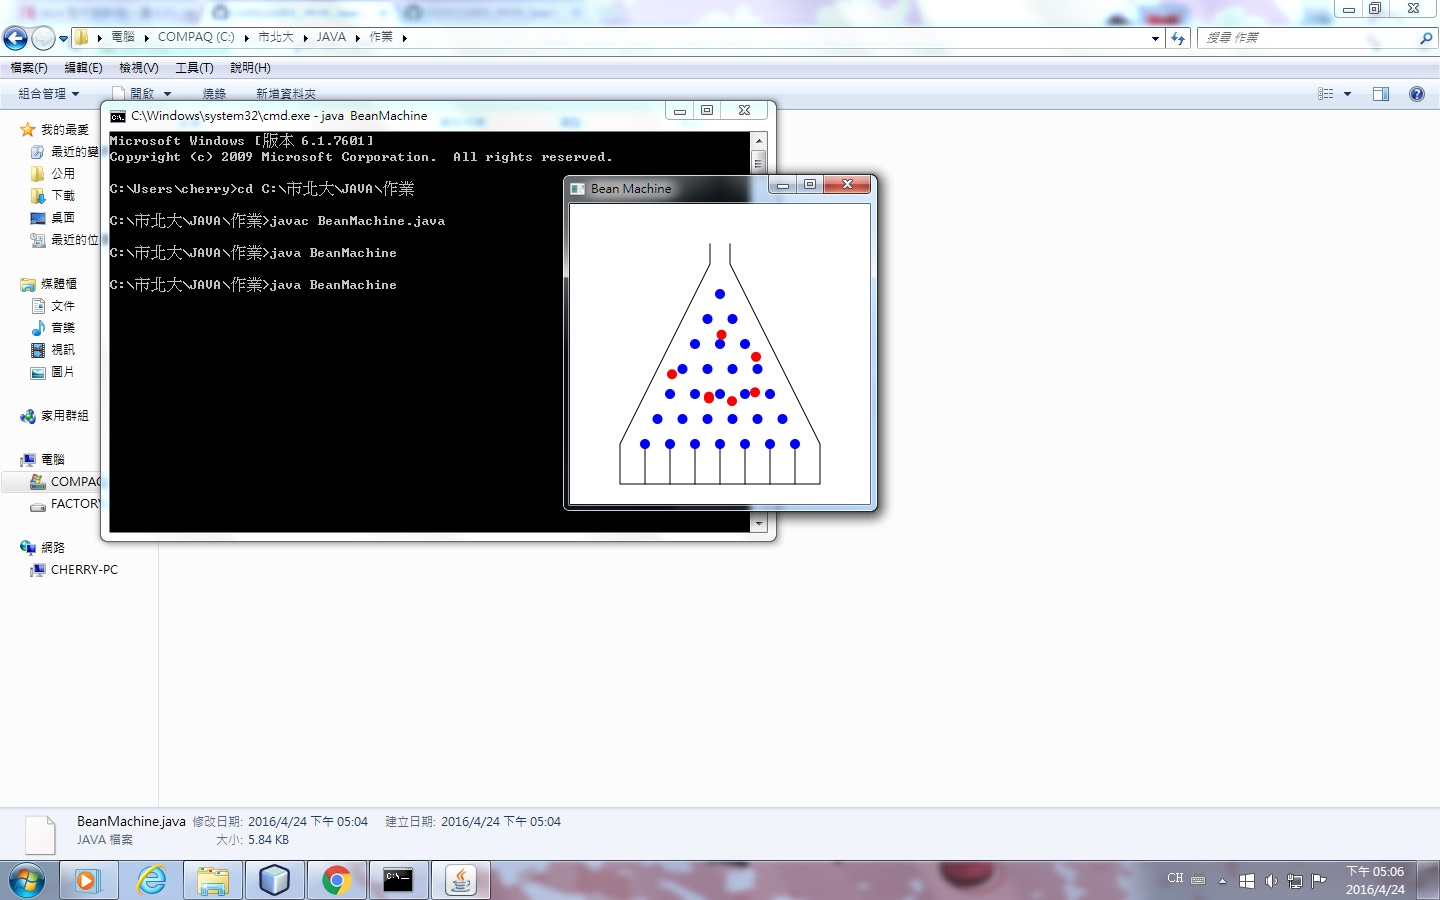 電腦 COMPAQ (C:) 市北大 JAVA 作業
搜尋 作業
檔案(F) 編輯(E) 檢視(V) 工具(T) 說明(H)
組合管理 開啟 燒錄 新增資料夾
我的最愛
最近的變
公用
下載
桌面
最近的位
媒體櫃
文件
音樂
視訊
圖片
家用群組
電腦
COMPAQ
FACTORY
網路
CHERRY-PC
C:\Windows\system32\cmd.exe - java BeanMachine
Microsoft Windows [版本 6.1.7601]
Copyright (c) 2009 Microsoft Corporation.  All rights reserved.
C:\Users\cherry>cd C:\市北大\JAVA\作業
C:\市北大\JAVA\作業>javac BeanMachine.java
C:\市北大\JAVA\作業>java BeanMachine
C:\市北大\JAVA\作業>java BeanMachine
Bean Machine
BeanMachine.java 修改日期: 2016/4/24 下午 05:04 建立日期: 2016/4/24 下午 05:04
JAVA 檔案 大小: 5.84 KB
CH
下午 05:06
2016/4/24